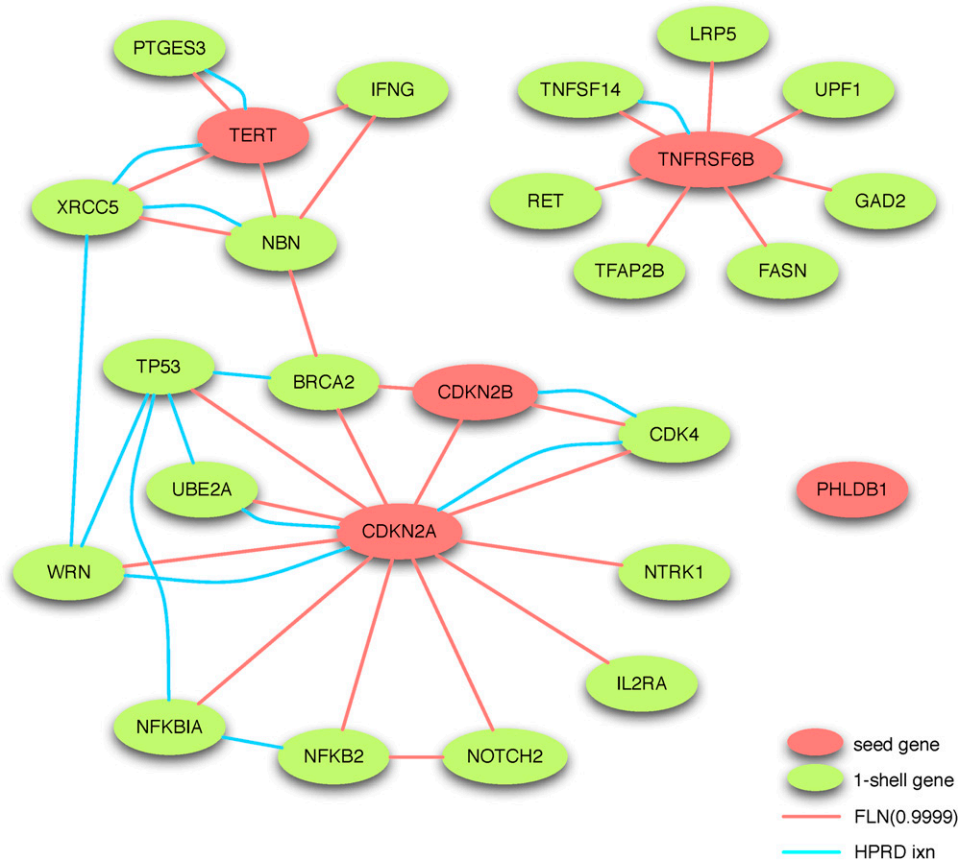 LRP5
PTGES3
IFNG
TNFSF14
UPF1
TERT
TNFRSF6B
XRCC5
RET
GAD2
NBN
TFAP2B
FASN
TP53
BRCA2
CDKN2B
CDK4
UBE2A
PHLDB1
CDKN2A
WRN
NTRK1
IL2RA
NFKBIA
NFKB2
NOTCH2
seed gene
1-shell gene
FLN(0.9999)
HPRD ixn